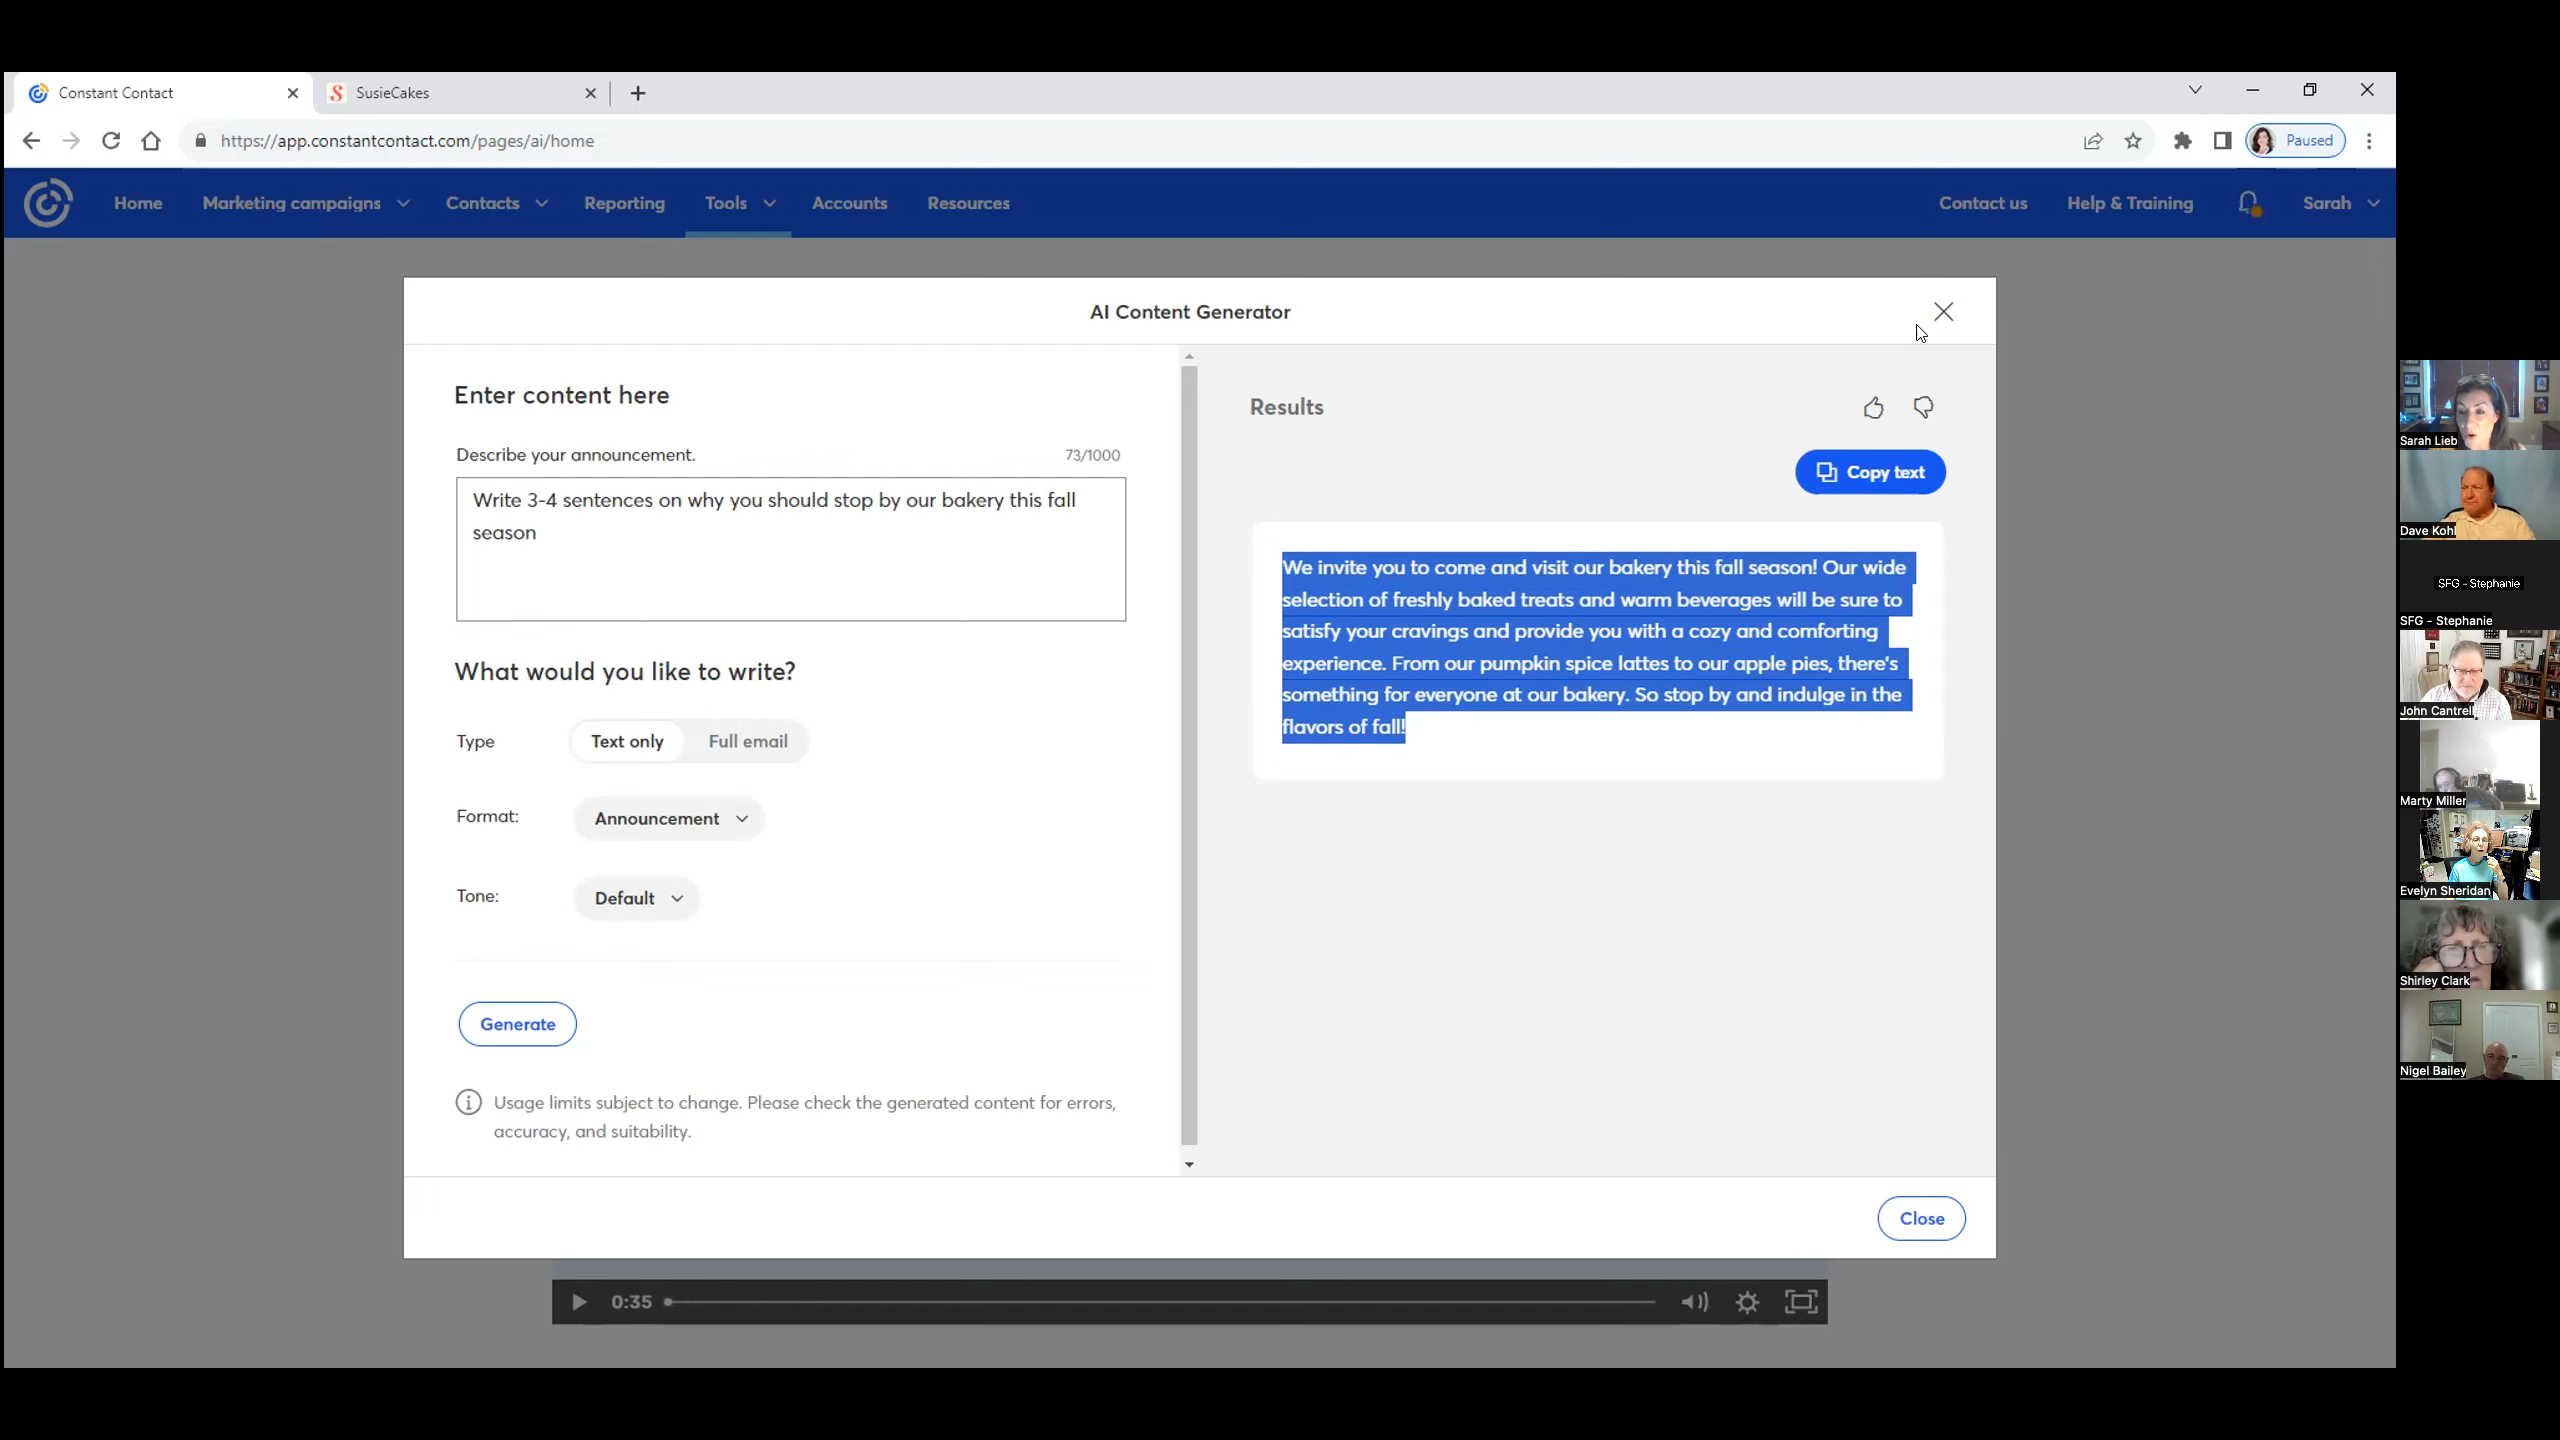 Constant Contact
SusieCakes
https://app.constantcontact.com/pages/ai/home
Paused
Home
Marketing campaigns
Contacts
Reporting
Tools
Accounts
Resources
Contact us
Help & Training
Sarah
AI Content Generator
Enter content here
Describe your announcement.
73/1000
Write 3-4 sentences on why you should stop by our bakery this fall
season
What would you like to write?
Type
Text only
Full email
Format:
Announcement
Tone:
Default
Generate
Usage limits subject to change. Please check the generated content for errors,
accuracy, and suitability.
Results
Copy text
We invite you to come and visit our bakery this fall season! Our wide
selection of freshly baked treats and warm beverages will be sure to
satisfy your cravings and provide you with a cozy and comforting
experience. From our pumpkin spice lattes to our apple pies, there's
something for everyone at our bakery. So stop by and indulge in the
flavors of fall!
Close
0:35
Sarah Lieb
Dave Kohl
SFG - Stephanie
SFG - Stephanie
John Cantrell
Marty Miller
Evelyn Sheridan
Shirley Clark
Nigel Bailey